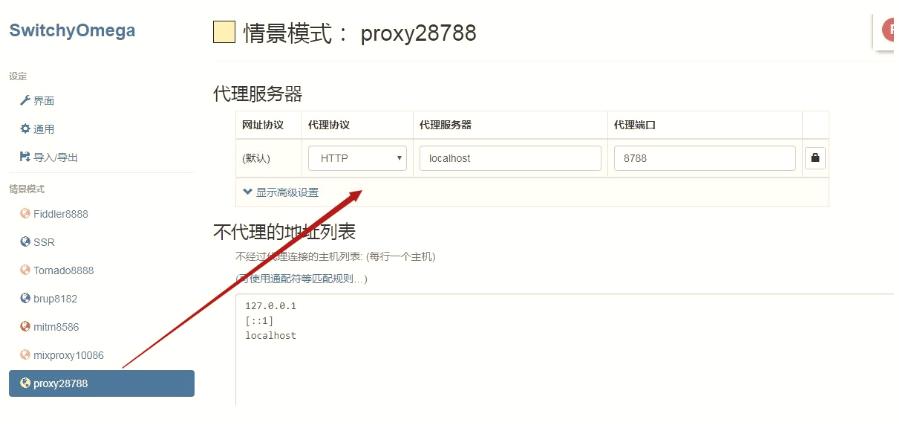 SwitchyOmega
设定
界面
通用
导入/导出
情景模式
Fiddler8888
SSR
Tornado8888
brup8182
mitm8586
mixproxy10086
proxy28788
情景模式： proxy28788
代理服务器
网址协议 代理协议 代理服务器 代理端口
(默认) HTTP localhost 8788
显示高级设置
不代理的地址列表
不经过代理连接的主机列表: (每行一个主机)
(可使用通配符等匹配规则…)
127.0.0.1
[::1]
localhost